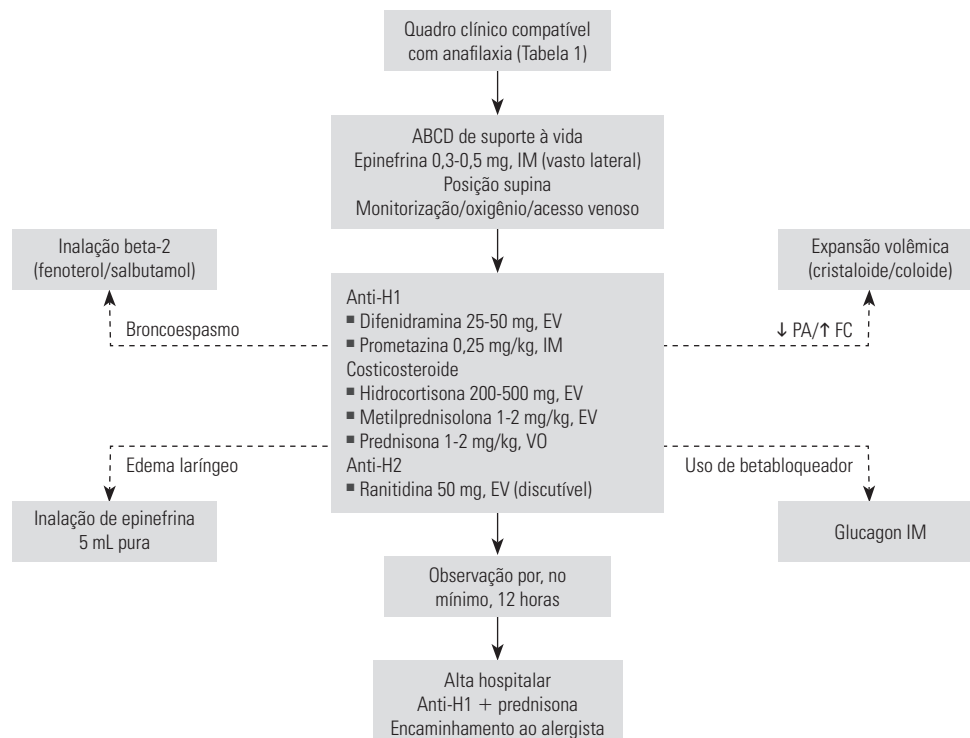 Quadro clínico compatível
com anafilaxia (Tabela 1)
ABCD de suporte à vida
Epinefrina 0,3-0,5 mg, IM (vasto lateral)
Posição supina
Monitorização/oxigênio/acesso venoso
Inalação beta-2
(fenoterol/salbutamol)
Expansão volêmica
(cristaloide/coloide)
Broncoespasmo
↓ PA/↑ FC
Anti-H1
■ Difenidramina 25-50 mg, EV
■ Prometazina 0,25 mg/kg, IM
Costicosteroide
■ Hidrocortisona 200-500 mg, EV
■ Metilprednisolona 1-2 mg/kg, EV
■ Prednisona 1-2 mg/kg, VO
Anti-H2
■ Ranitidina 50 mg, EV (discutível)
Edema laríngeo
Uso de betabloqueador
Inalação de epinefrina
5 mL pura
Glucagon IM
Observação por, no
mínimo, 12 horas
Alta hospitalar
Anti-H1 + prednisona
Encaminhamento ao alergista